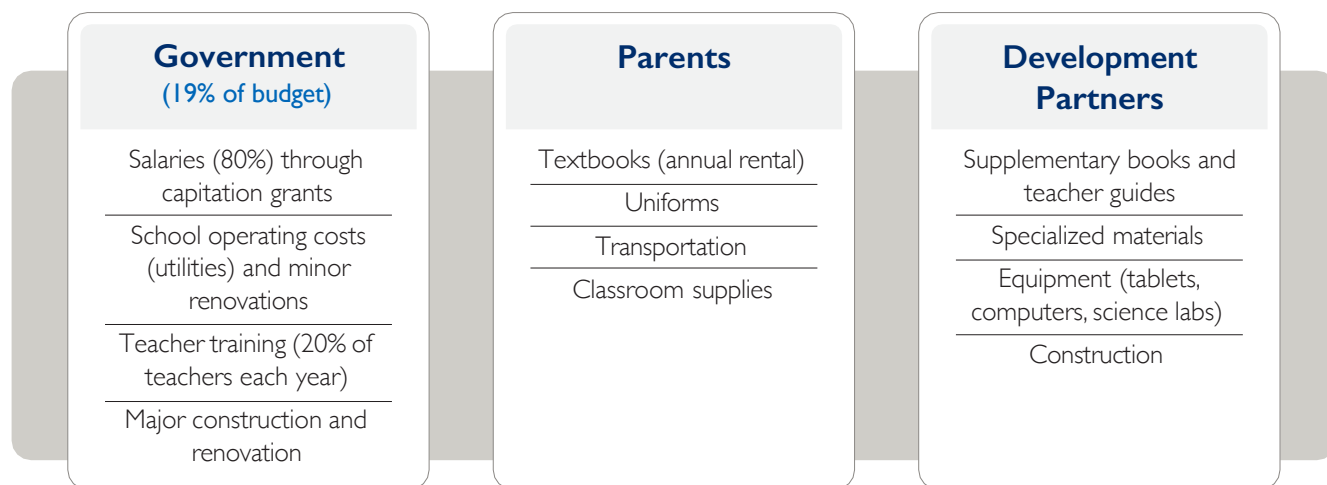 Government
(19% of budget)
Salaries (80%) through
capitation grants
School operating costs
(utilities) and minor
renovations
Teacher training (20% of
teachers each year)
Major construction and
renovation
Parents
Textbooks (annual rental)
Uniforms
Transportation
Classroom supplies
Development
Partners
Supplementary books and
teacher guides
Specialized materials
Equipment (tablets,
computers, science labs)
Construction